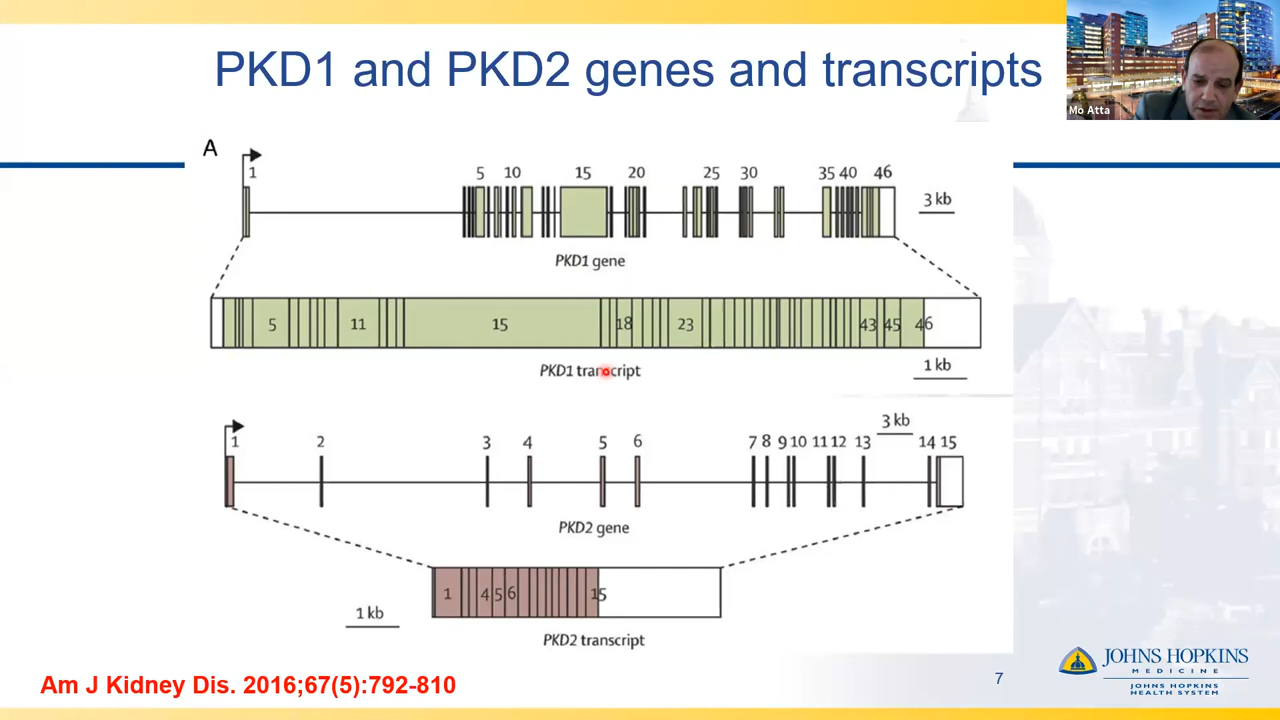 PKD1 and PKD2 genes and transcripts
Mo Atta
A
1 5 10 15 20 25 30 35 40 46
3 kb
PKD1 gene
5 11 15 18 23 43 45 46
PKD1 transcript
1 kb
3 kb
1 2 3 4 5 6 7 8 9 10 11 12 13 14 15
PKD2 gene
1 4 5 6 15
1 kb
PKD2 transcript
Am J Kidney Dis. 2016;67(5):792-810
7
JOHNS HOPKINS
MEDICINE
JOHNS HOPKINS
HEALTH SYSTEM